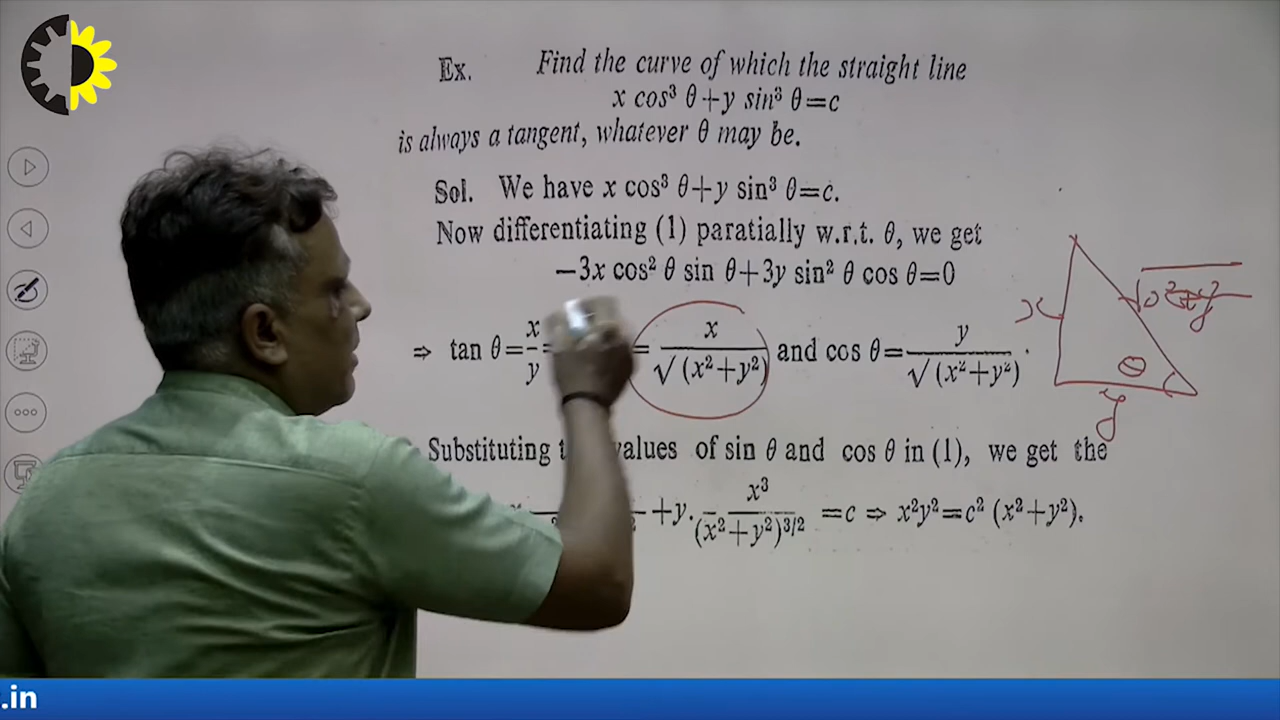 Ex. Find the curve of which the straight line
x cos³ θ+y sin³ θ=c
is always a tangent, whatever θ may be.
Sol. We have x cos³ θ+y sin³ θ=c.
Now differentiating (1) paratially w.r.t. θ, we get
−3x cos² θ sin θ+3y sin² θ cos θ=0
⇒ tan θ=x/y = x/√(x²+y²) and cos θ=y/√(x²+y²).
x
√x²+y²
θ
y
Substituting values of sin θ and cos θ in (1), we get the
+y. x³/(x²+y²)3/2 =c ⇒ x²y²=c² (x²+y²).
.in